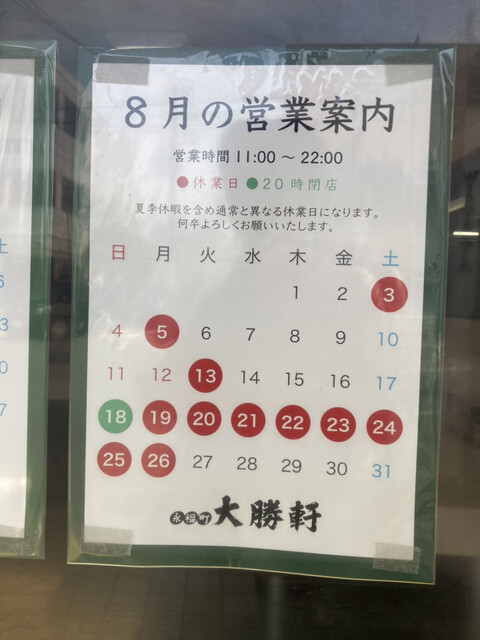 8月の営業案内
営業時間 11:00 ～ 22:00
●休業日 ●20時閉店
夏季休暇を含め通常と異なる休業日になります。
何卒よろしくお願いいたします。
日 月 火 水 木 金 土
1 2 3
4 5 6 7 8 9 10
11 12 13 14 15 16 17
18 19 20 21 22 23 24
25 26 27 28 29 30 31
永福町 大勝軒
土
6
3
0
7